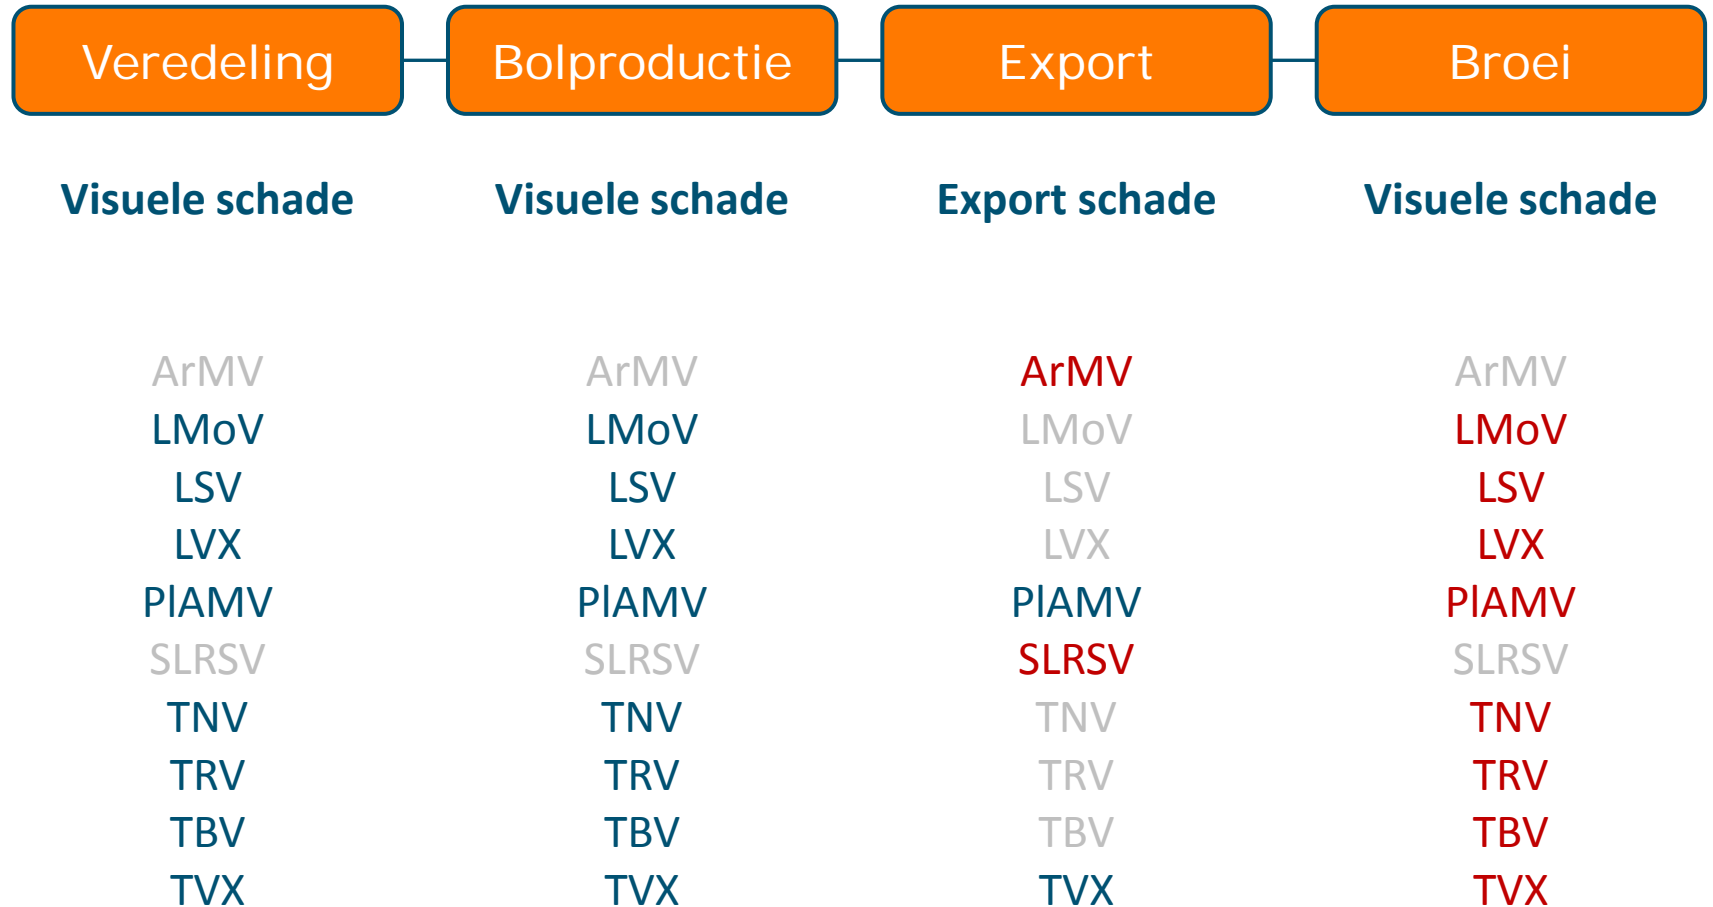 Veredeling Bolproductie Export Broei
Visuele schade Visuele schade Export schade Visuele schade
ArMV ArMV ArMV ArMV
LMoV LMoV LMoV LMoV
LSV LSV LSV LSV
LVX LVX LVX LVX
PlAMV PlAMV PlAMV PlAMV
SLRSV SLRSV SLRSV SLRSV
TNV TNV TNV TNV
TRV TRV TRV TRV
TBV TBV TBV TBV
TVX TVX TVX TVX